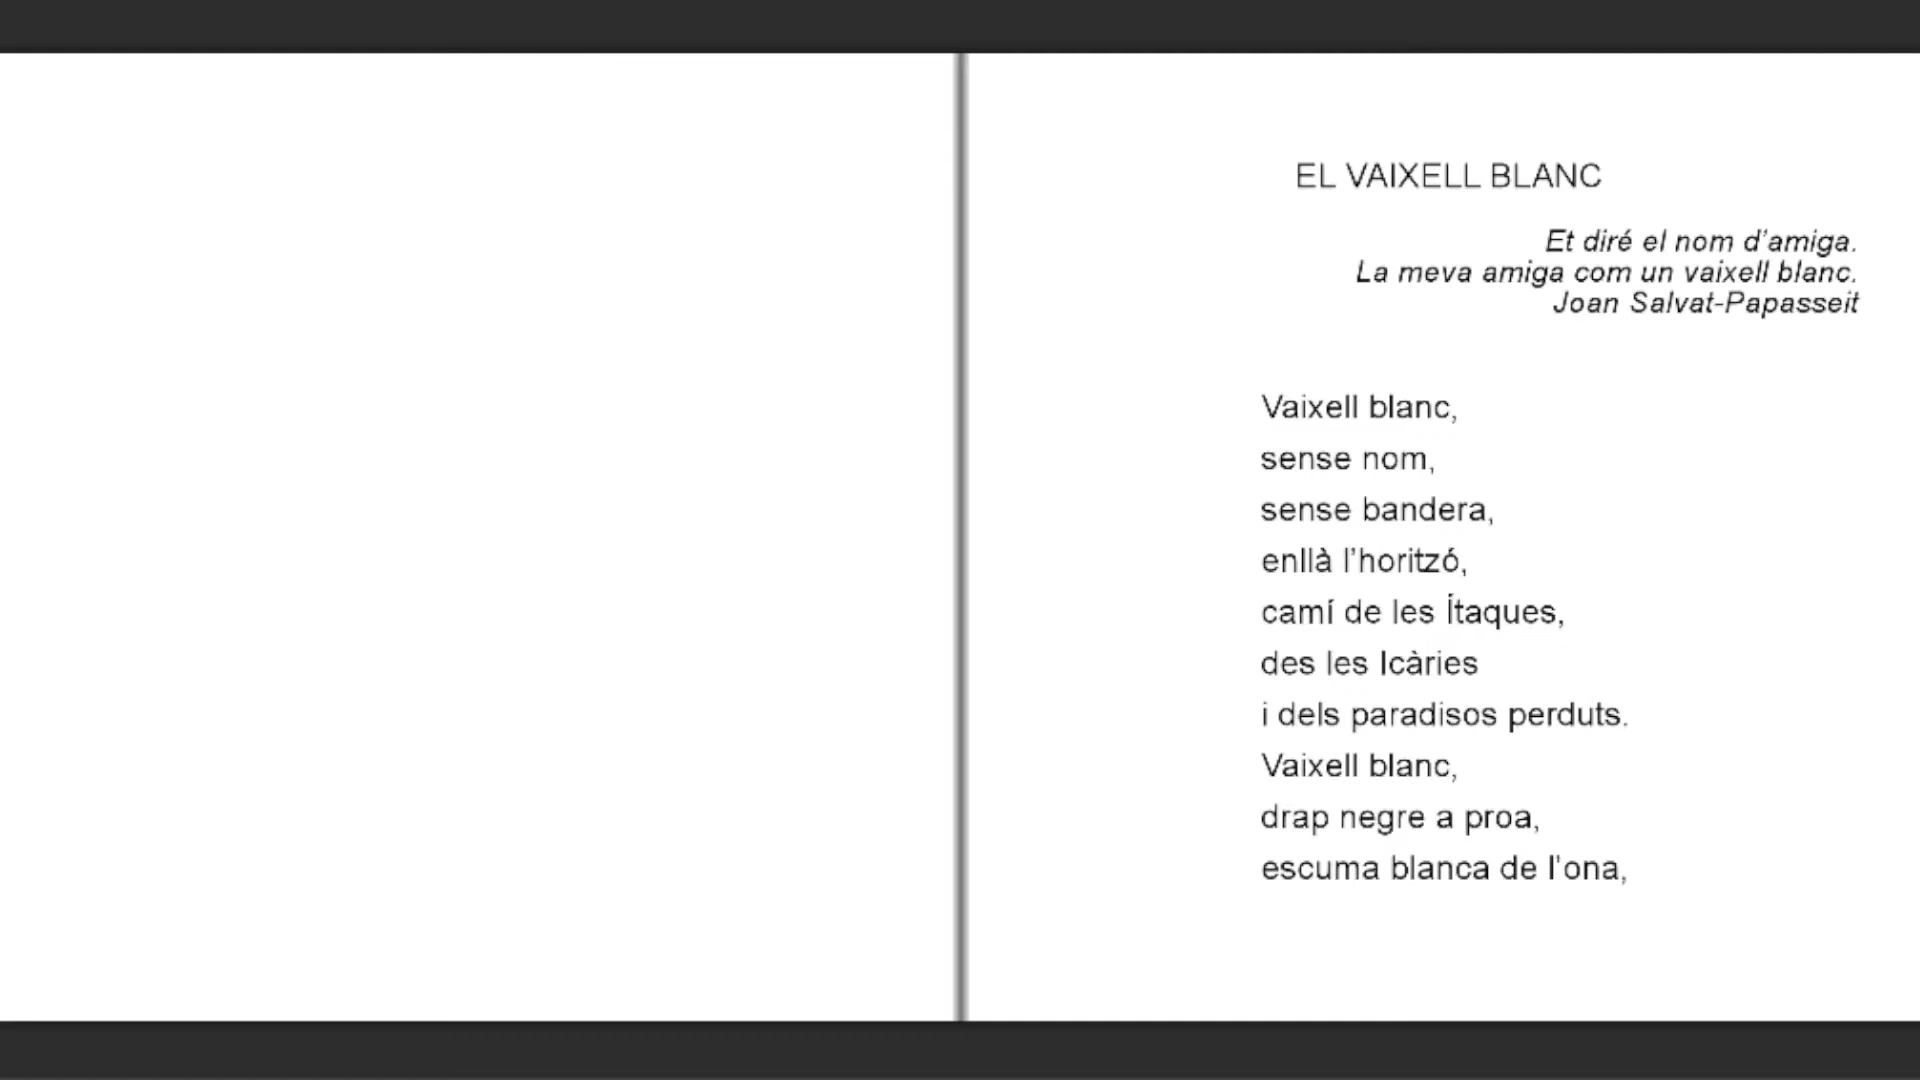 EL VAIXELL BLANC
Et diré el nom d’amiga.
La meva amiga com un vaixell blanc.
Joan Salvat-Papasseit
Vaixell blanc,
sense nom,
sense bandera,
enllà l’horitzó,
camí de les Ítaques,
des les Icàries
i dels paradisos perduts.
Vaixell blanc,
drap negre a proa,
escuma blanca de l’ona,